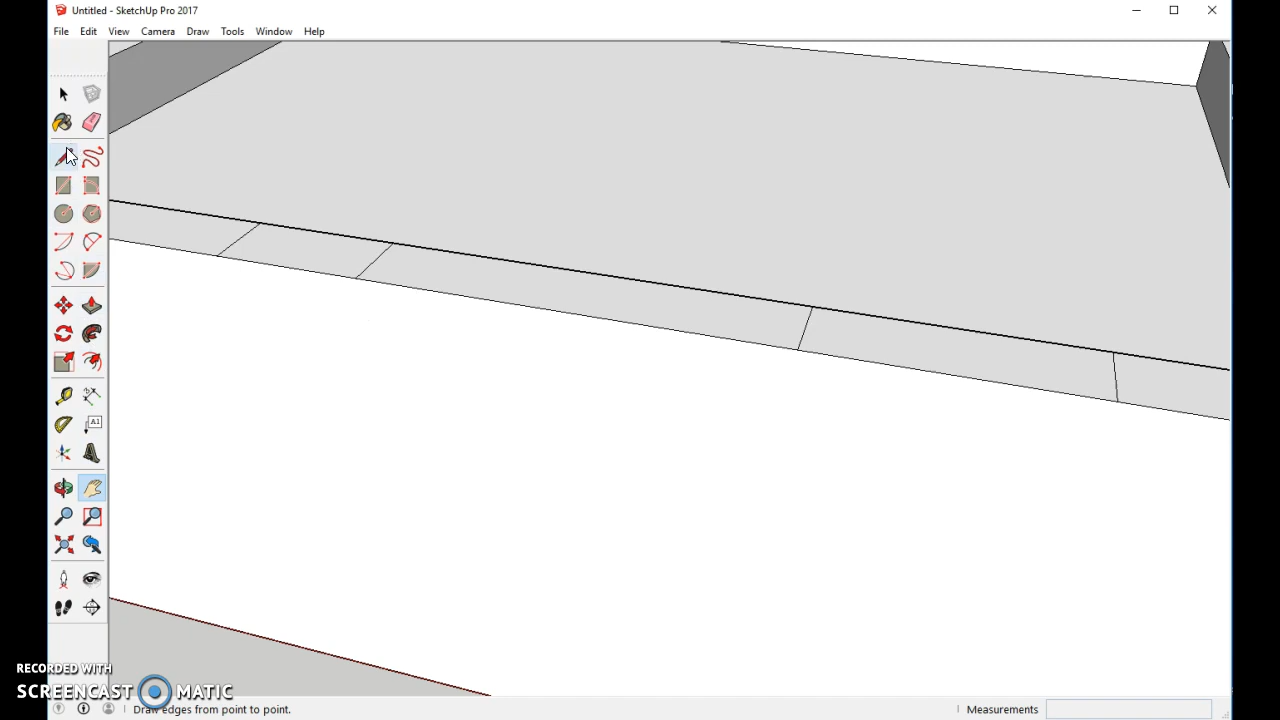 Untitled - SketchUp Pro 2017
File Edit View Camera Draw Tools Window Help
A1
RECORDED WITH
SCREENCAST MATIC
Draw edges from point to point.
Measurements